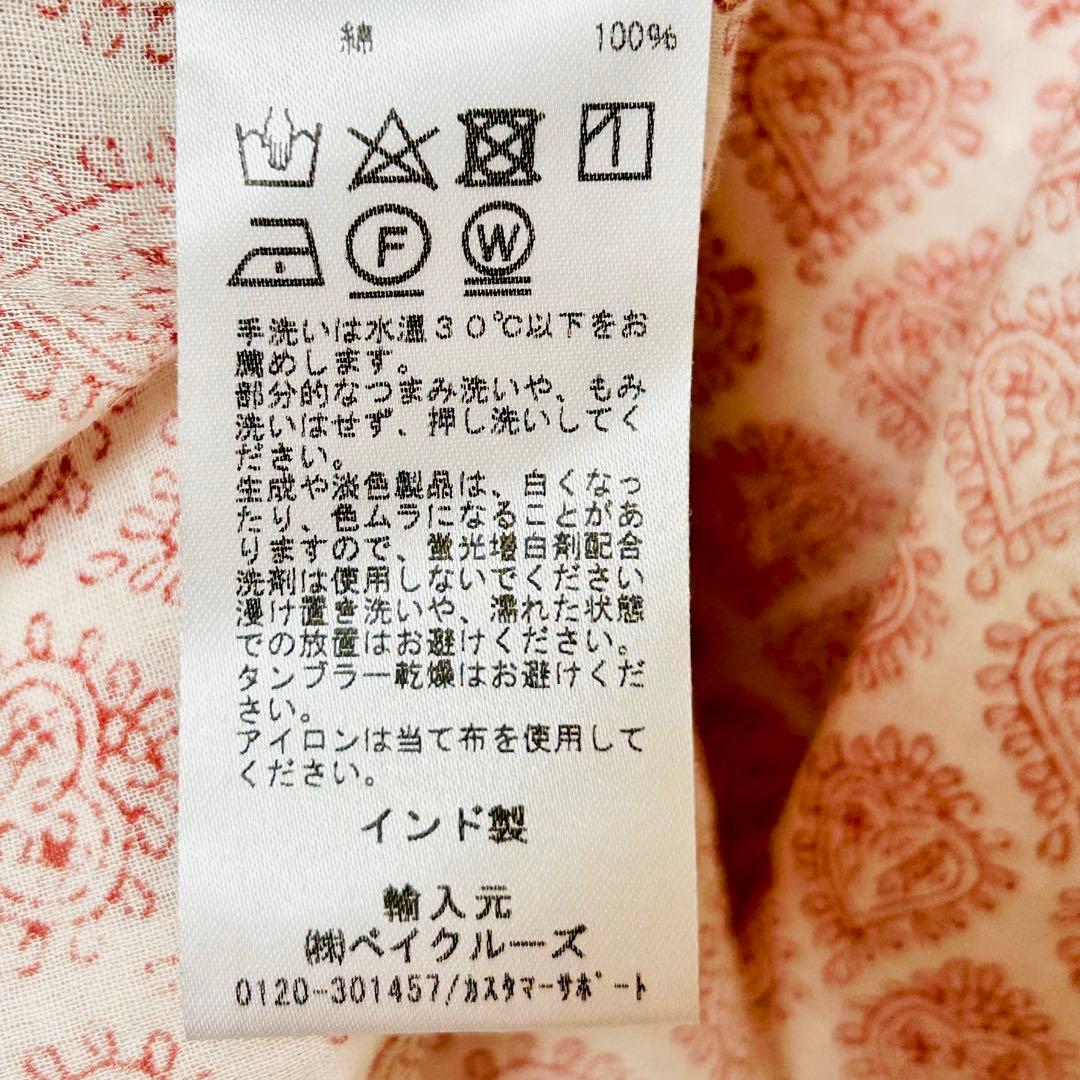 綿 100%
F W
手洗いは水温30℃以下をお
薦めします。
部分的なつまみ洗いや、もみ
洗いはせず、押し洗いしてく
ださい。
生成や淡色製品は、白くなっ
たり、色ムラになることがあ
りますので、蛍光増白剤配合
洗剤は使用しないでください
浸け置き洗いや、濡れた状態
での放置はお避けください。
タンブラー乾燥はお避けくだ
さい。
アイロンは当て布を使用して
ください。
インド製
輸入元
㈱ベイクルーズ
0120-301457/ｶｽﾀﾏｰｻﾎﾟｰﾄ